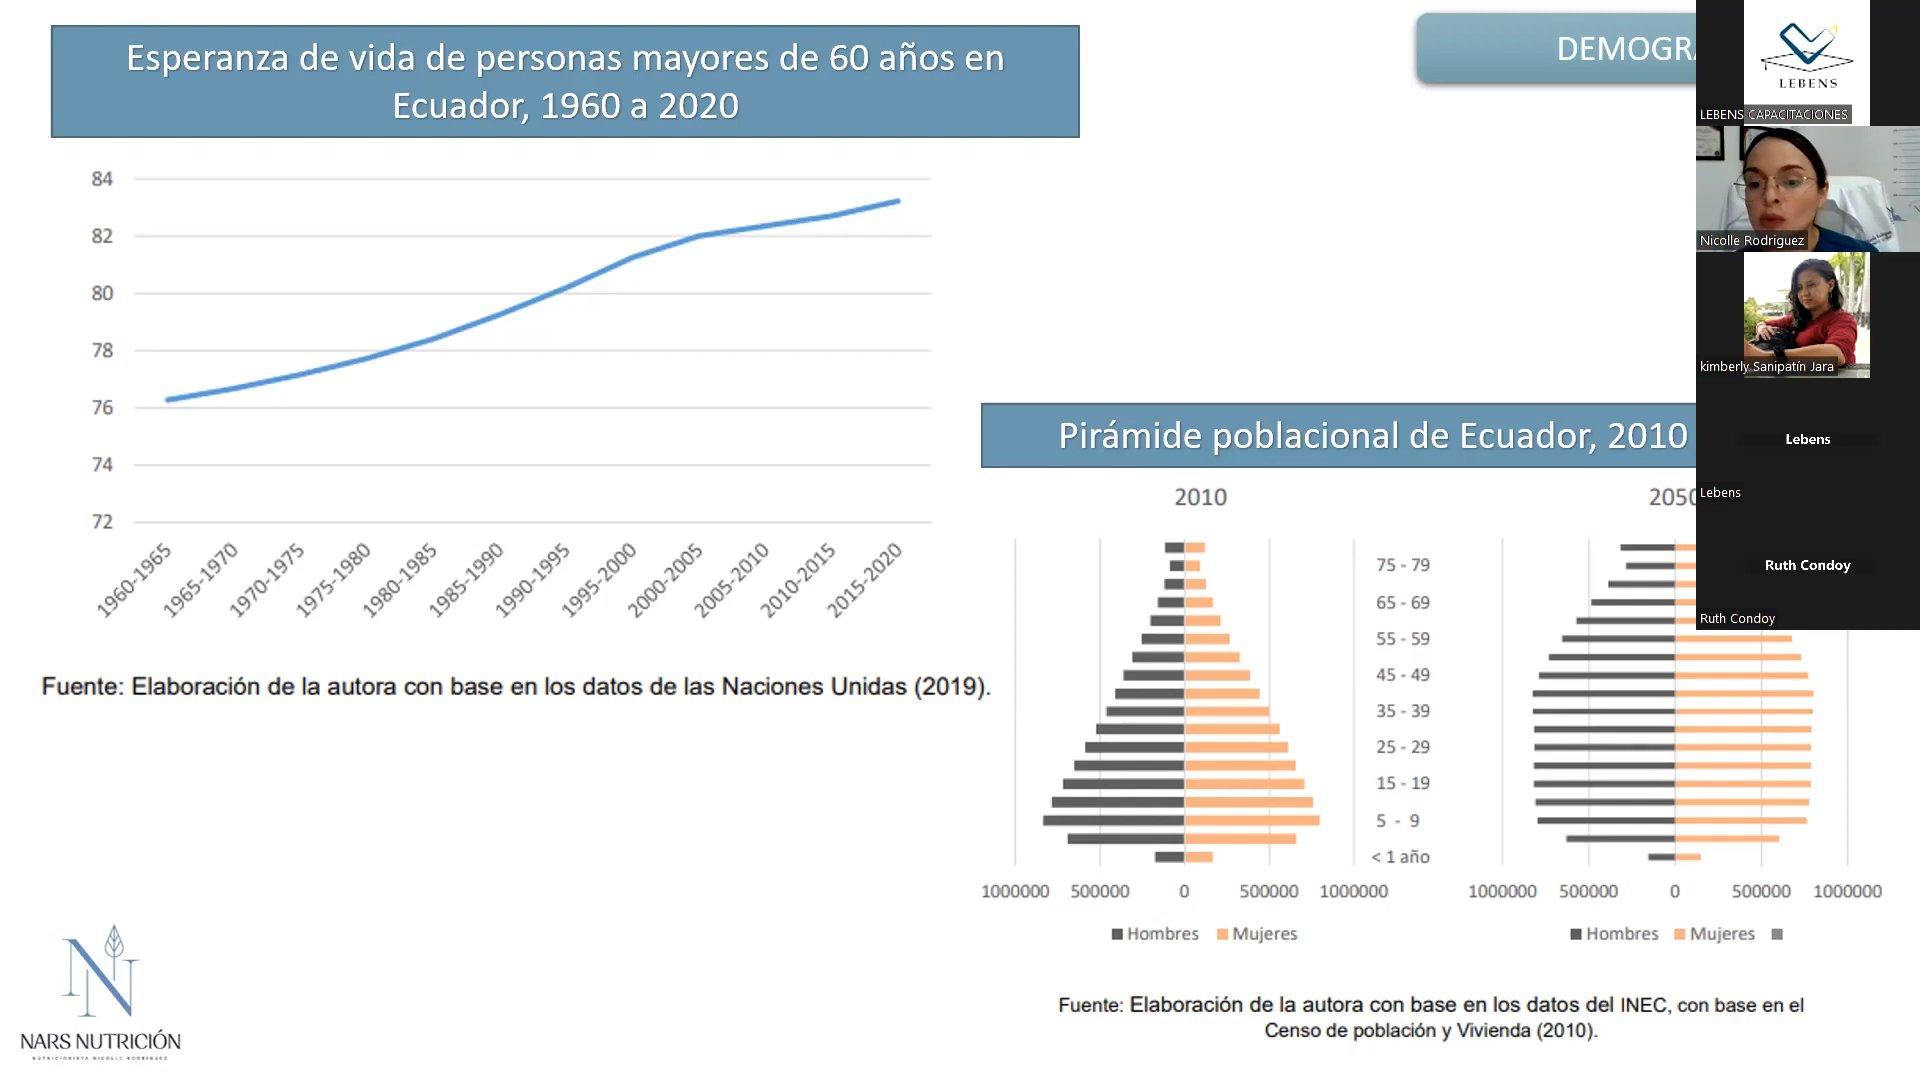 Esperanza de vida de personas mayores de 60 años en
Ecuador, 1960 a 2020
84
82
80
78
76
74
72
1960-1965
1965-1970
1970-1975
1975-1980
1980-1985
1985-1990
1990-1995
1995-2000
2000-2005
2005-2010
2010-2015
2015-2020
Fuente: Elaboración de la autora con base en los datos de las Naciones Unidas (2019).
NARS NUTRICIÓN
NUTRICIONISTA NICOLLE RODRIGUEZ
DEMOGR
Pirámide poblacional de Ecuador, 2010
2010
75 - 79
65 - 69
55 - 59
45 - 49
35 - 39
25 - 29
15 - 19
5 - 9
< 1 año
1000000 500000 0 500000 1000000
Hombres Mujeres
2050
1000000 500000 0 500000 1000000
Hombres Mujeres
Fuente: Elaboración de la autora con base en los datos del INEC, con base en el
Censo de población y Vivienda (2010).
LEBENS
LEBENS CAPACITACIONES
Nicolle Rodriguez
kimberly Sanipatín Jara
Lebens
Lebens
Ruth Condoy
Ruth Condoy